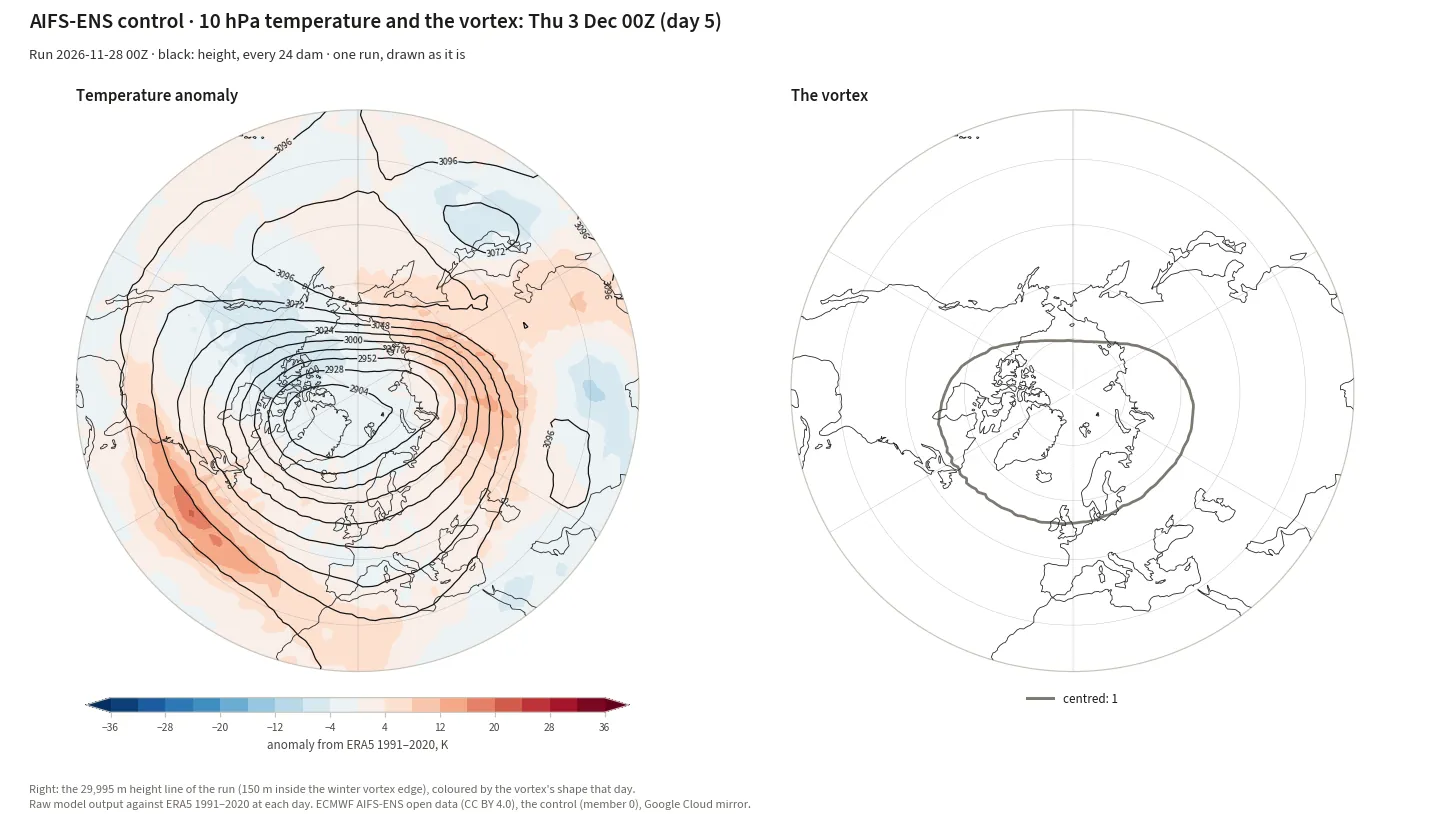 AIFS-ENS control · 10 hPa temperature and the vortex: Thu 3 Dec 00Z (day 5)
Run 2026-11-28 00Z · black: height, every 24 dam · one run, drawn as it is
Temperature anomaly
The vortex
3096
3096
3096
3072
3096
3096
3072
3024
3048
3000
2952
2928
2904
3096
−36 −28 −20 −12 −4 4 12 20 28 36
anomaly from ERA5 1991–2020, K
centred: 1
Right: the 29,995 m height line of the run (150 m inside the winter vortex edge), coloured by the vortex's shape that day.
Raw model output against ERA5 1991–2020 at each day. ECMWF AIFS-ENS open data (CC BY 4.0), the control (member 0), Google Cloud mirror.